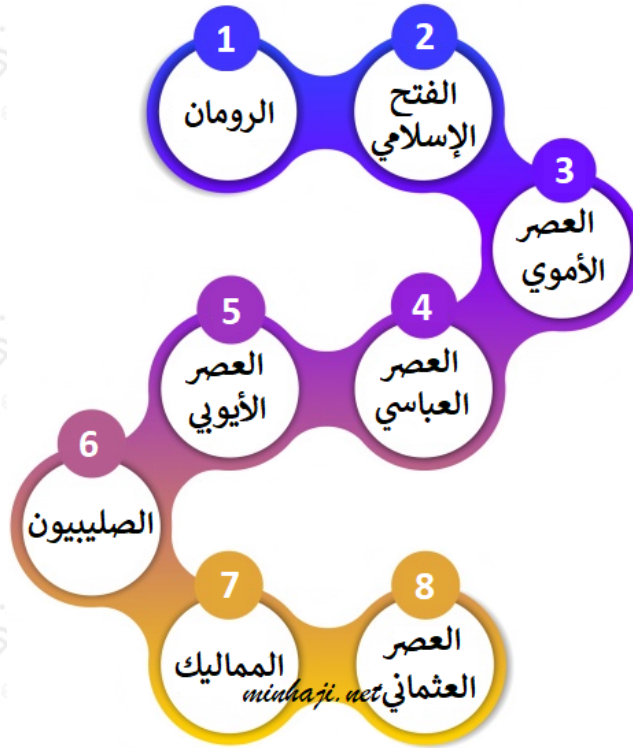 1
الرومان
2
الفتح
الإسلامي
3
العصر
الأموي
4
العصر
العباسي
5
العصر
الأيوبي
6
الصليبيون
7
المماليك
8
العصر
العثماني
minhaji.net